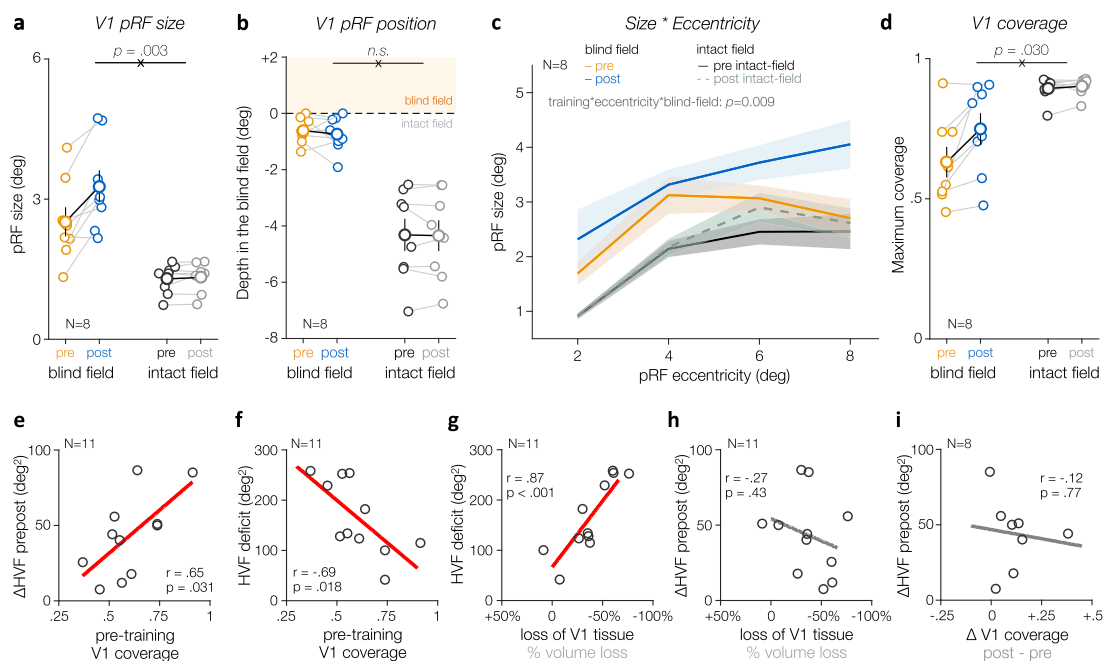 a
V1 pRF size
p = .003
pRF size (deg)
6
3
0
N=8
pre
post
pre
post
blind field
intact field
b
V1 pRF position
n.s.
Depth in the blind field (deg)
+2
0
-2
-4
-6
-8
blind field
intact field
N=8
pre
post
pre
post
blind field
intact field
c
Size * Eccentricity
N=8
blind field
– pre
– post
intact field
— pre intact-field
– – post intact-field
training*eccentricity*blind-field: p=0.009
pRF size (deg)
5
4
3
2
1
2
4
6
8
pRF eccentricity (deg)
d
V1 coverage
p = .030
Maximum coverage
1
.5
0
N=8
pre
post
pre
post
blind field
intact field
e
N=11
ΔHVF prepost (deg²)
100
50
0
r = .65
p = .031
.25
.5
.75
1
pre-training
V1 coverage
f
N=11
HVF deficit (deg²)
300
200
100
0
r = -.69
p = .018
.25
.5
.75
1
pre-training
V1 coverage
g
N=11
HVF deficit (deg²)
300
200
100
0
r = .87
p < .001
+50%
0
-50%
-100%
loss of V1 tissue
% volume loss
h
N=11
ΔHVF prepost (deg²)
100
50
0
r = -.27
p = .43
+50%
0
-50%
-100%
loss of V1 tissue
% volume loss
i
N=8
ΔHVF prepost (deg²)
100
50
0
r = -.12
p = .77
-.25
0
+.25
+.5
Δ V1 coverage
post - pre